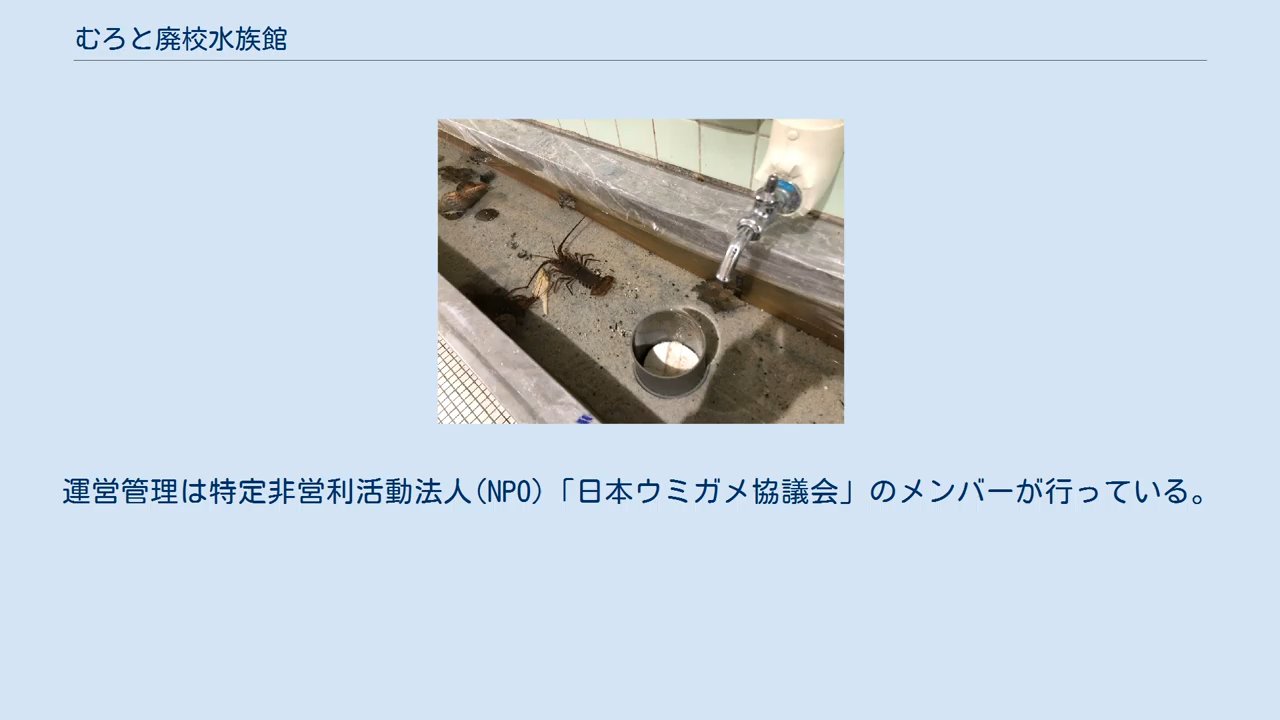 むろと廃校水族館
運営管理は特定非営利活動法人(NPO)「日本ウミガメ協議会」のメンバーが行っている。